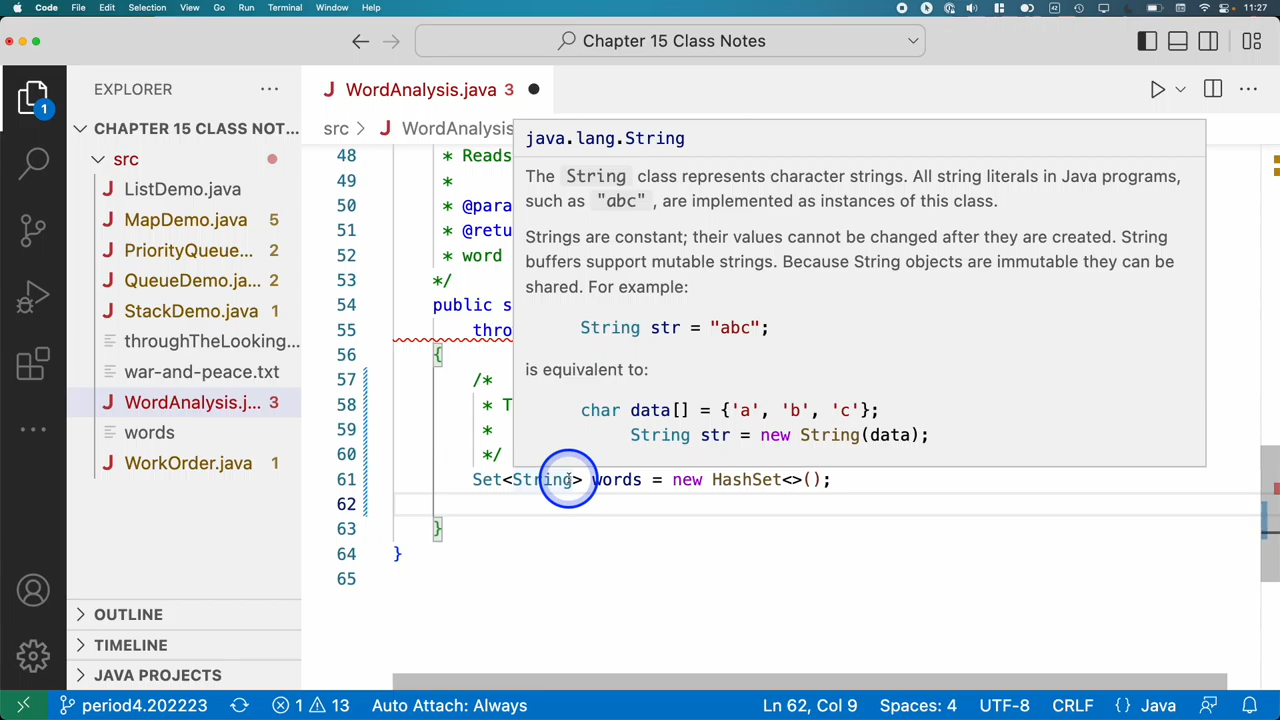 Code File Edit Selection View Go Run Terminal Window Help 11:27
Chapter 15 Class Notes
EXPLORER
WordAnalysis.java 3
CHAPTER 15 CLASS NOT...
src
ListDemo.java
MapDemo.java 5
PriorityQueue... 2
QueueDemo.ja... 2
StackDemo.java 1
throughTheLooking...
war-and-peace.txt
WordAnalysis.j... 3
words
WorkOrder.java 1
OUTLINE
TIMELINE
JAVA PROJECTS
src > WordAnalysis
java.lang.String
The String class represents character strings. All string literals in Java programs,
such as "abc", are implemented as instances of this class.
Strings are constant; their values cannot be changed after they are created. String
buffers support mutable strings. Because String objects are immutable they can be
shared. For example:
String str = "abc";
is equivalent to:
char data[] = {'a', 'b', 'c'};
String str = new String(data);
48 * Reads
49 *
50 * @para
51 * @retu
52 * word
53 */
54 public s
55 thro
56 {
57 /*
58 * T
59 *
60 */
61 Set<String> words = new HashSet<>();
62
63 }
64 }
65
1
period4.202223 1 13 Auto Attach: Always Ln 62, Col 9 Spaces: 4 UTF-8 CRLF {} Java